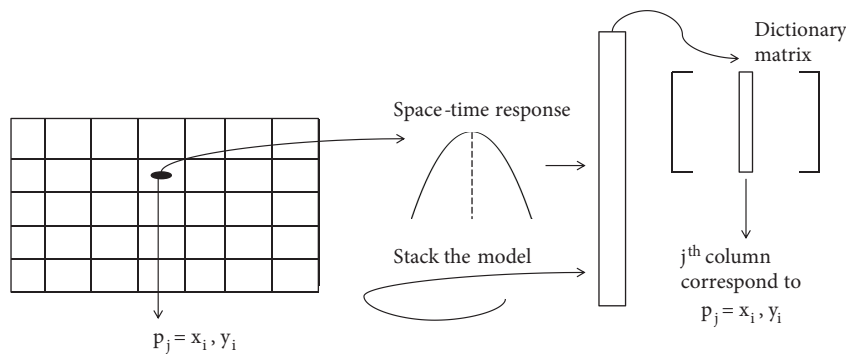 Dictionary
matrix
Space-time response
Stack the model
jth column
correspond to
pj = xi , yi
pj = xi , yi